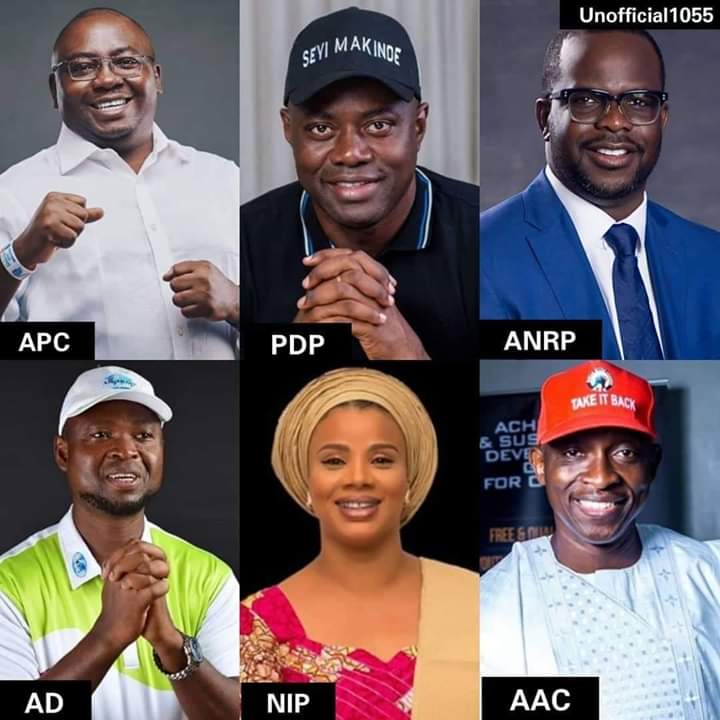 Unofficial1055
SEYI MAKINDE
APC
PDP
ANRP
TAKE IT BACK
ACH
& SUS
DEVE
FOR
FREE & QUA
AD
NIP
AAC